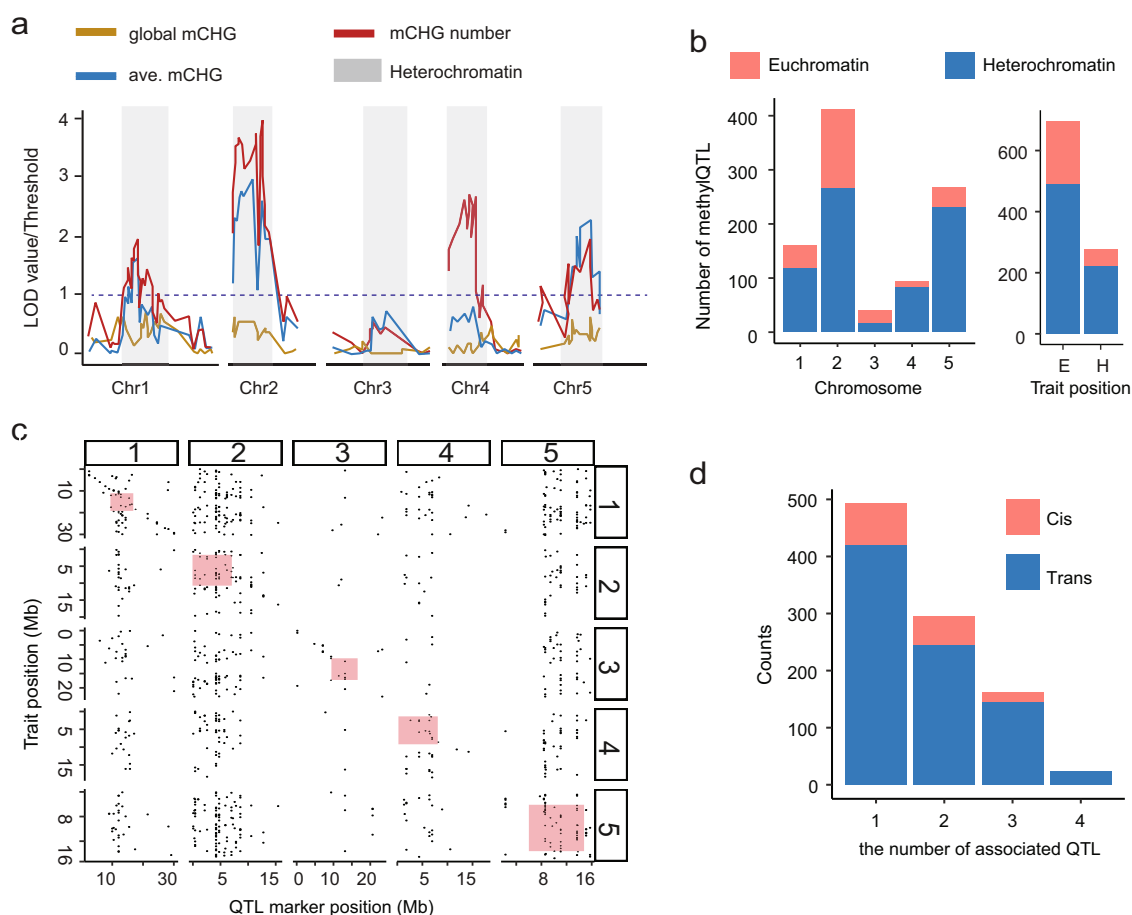 a
global mCHG
mCHG number
ave. mCHG
Heterochromatin
LOD value/Threshold
4
3
2
1
0
Chr1
Chr2
Chr3
Chr4
Chr5
b
Euchromatin
Heterochromatin
Number of methylQTL
400
300
200
100
0
1 2 3 4 5
Chromosome
600
400
200
0
E H
Trait position
c
1 2 3 4 5
Trait position (Mb)
10
30
1
5
15
2
0
10
20
3
5
15
4
8
16
5
10 30 5 15 0 10 20 5 15 8 16
QTL marker position (Mb)
d
Cis
Trans
Counts
500
400
300
200
100
0
1 2 3 4
the number of associated QTL